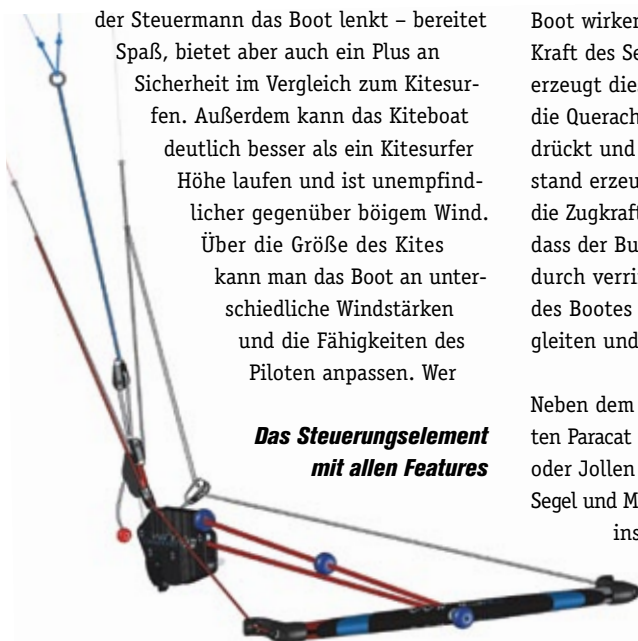 der Steuermann das Boot lenkt – bereitet
Spaß, bietet aber auch ein Plus an
Sicherheit im Vergleich zum Kitesur-
fen. Außerdem kann das Kiteboat
deutlich besser als ein Kitesurfer
Höhe laufen und ist unempfind-
licher gegenüber böigem Wind.
Über die Größe des Kites
kann man das Boot an unter-
schiedliche Windstärken
und die Fähigkeiten des
Piloten anpassen. Wer
Das Steuerungselement
mit allen Features
Boot wirken
Kraft des Se
erzeugt dies
die Querach
drückt und
stand erzeu
die Zugkraft
dass der Bu
durch verri
des Bootes
gleiten und
Neben dem
ten Paracat
oder Jollen
Segel und M
ins